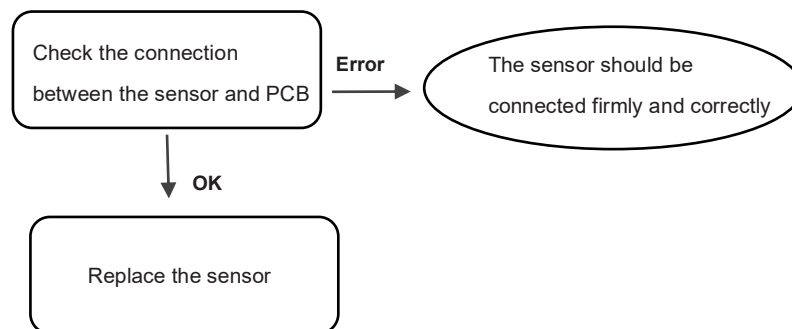 Check the connection
between the sensor and PCB
Error
The sensor should be
connected firmly and correctly
OK
Replace the sensor